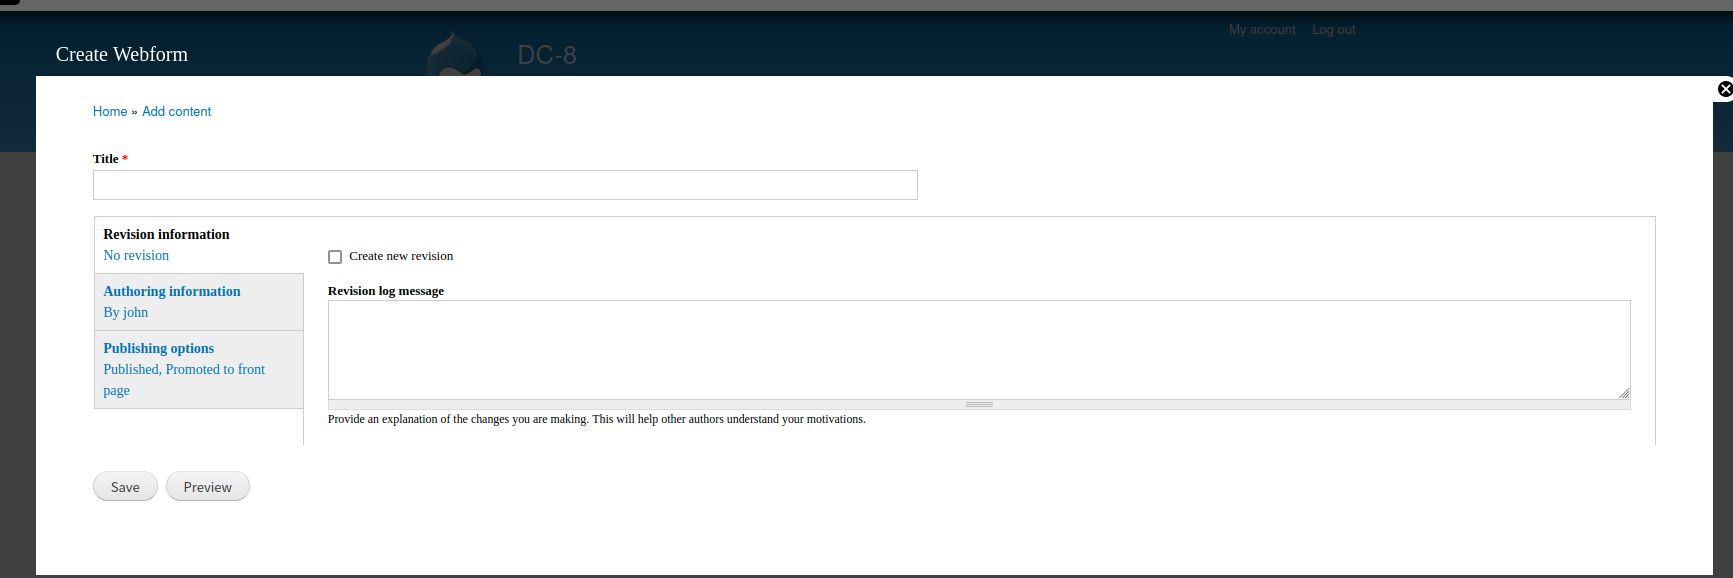 My account Log out
Create Webform
DC-8
Home » Add content
Title *
Revision information
No revision
Create new revision
Authoring information
By john
Revision log message
Publishing options
Published, Promoted to front
page
Provide an explanation of the changes you are making. This will help other authors understand your motivations.
Save Preview